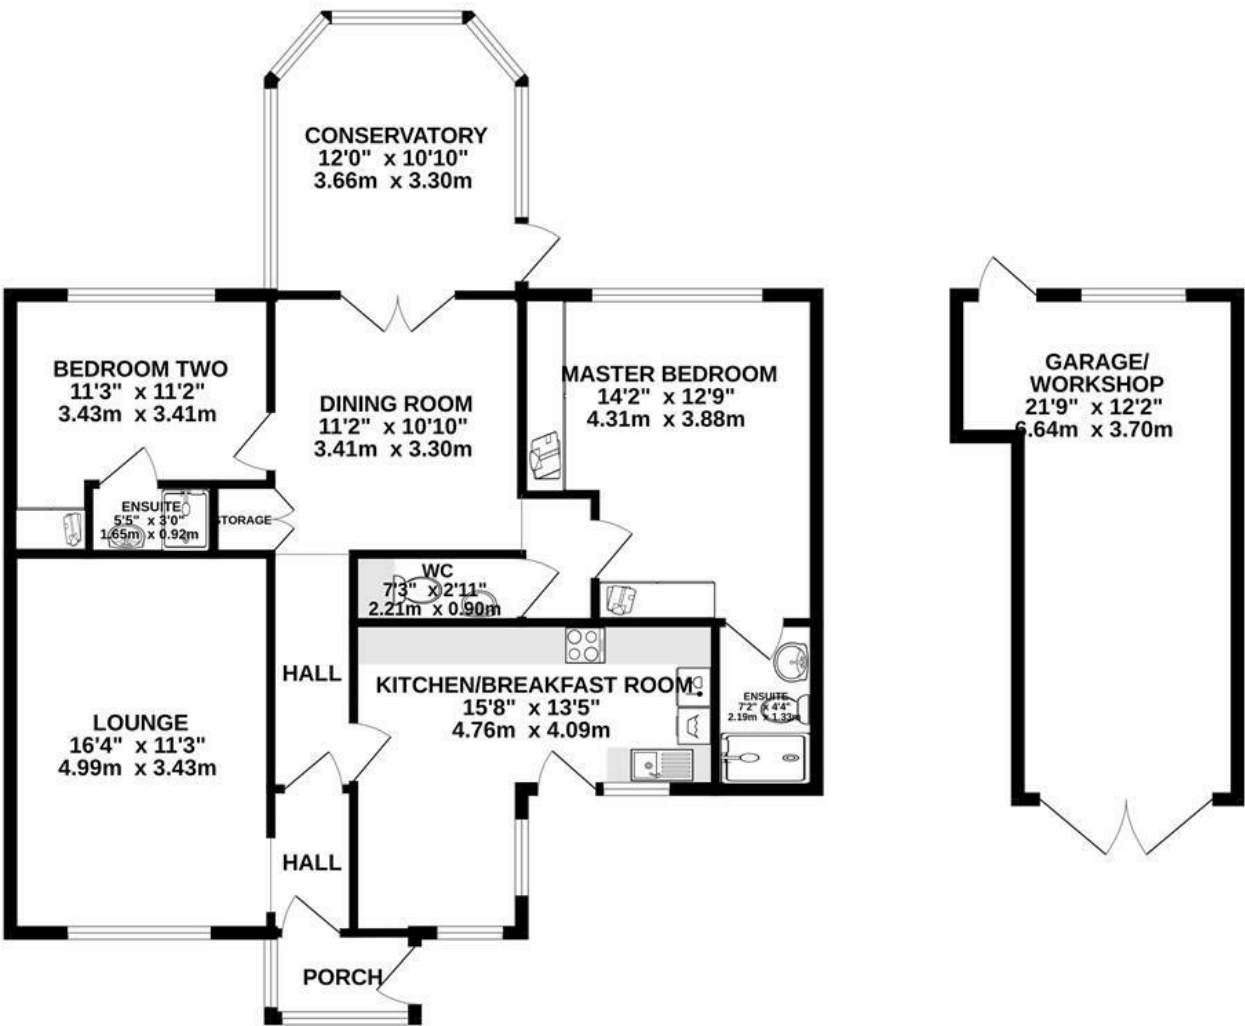 CONSERVATORY
12'0" x 10'10"
3.66m x 3.30m
BEDROOM TWO
11'3" x 11'2"
3.43m x 3.41m
DINING ROOM
11'2" x 10'10"
3.41m x 3.30m
MASTER BEDROOM
14'2" x 12'9"
4.31m x 3.88m
GARAGE/
WORKSHOP
21'9" x 12'2"
6.64m x 3.70m
ENSUITE
5'5" x 3'0"
1.65m x 0.92m
STORAGE
WC
7'3" x 2'11"
2.21m x 0.90m
HALL
KITCHEN/BREAKFAST ROOM
15'8" x 13'5"
4.76m x 4.09m
ENSUITE
7'2" x 4'4"
2.19m x 1.33m
LOUNGE
16'4" x 11'3"
4.99m x 3.43m
HALL
PORCH